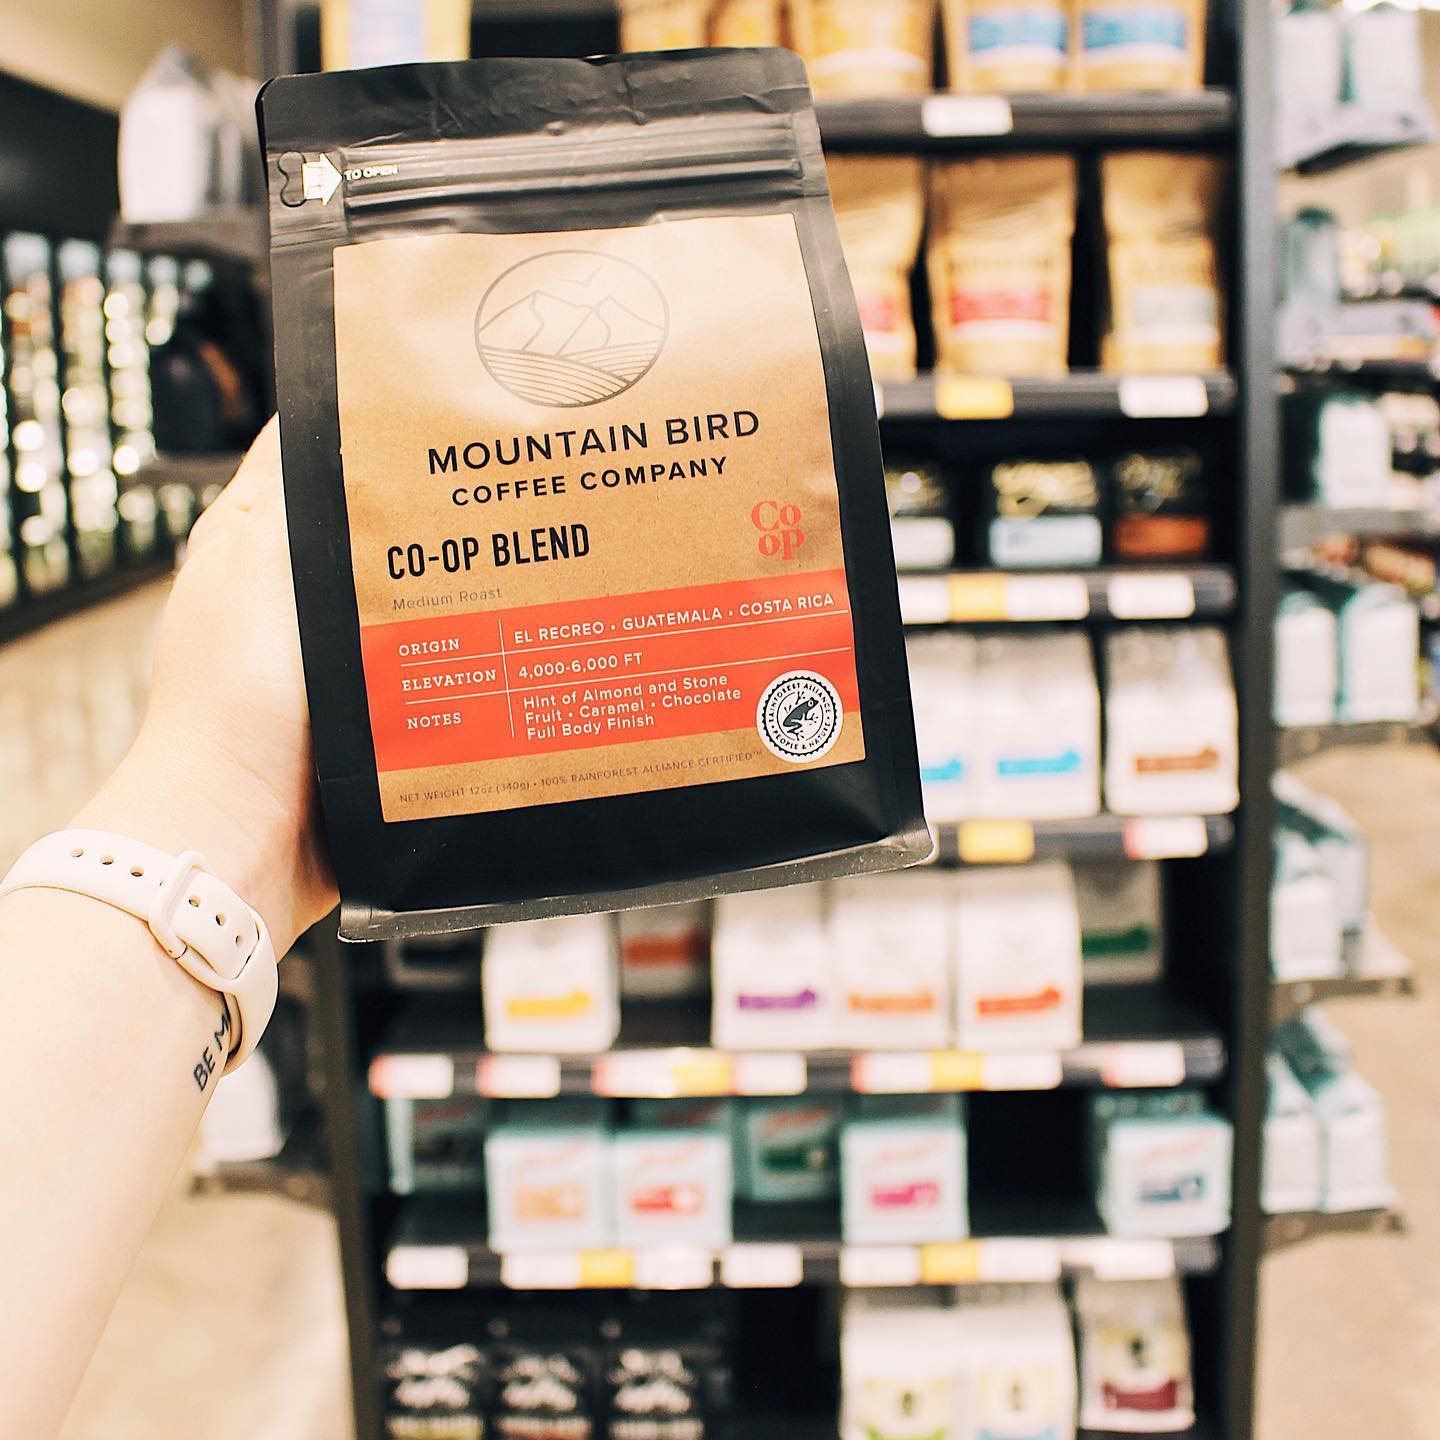 TO OPEN
MOUNTAIN BIRD
COFFEE COMPANY
CO-OP BLEND
Co
op
Medium Roast
ORIGIN EL RECREO • GUATEMALA • COSTA RICA
ELEVATION 4,000-6,000 FT
NOTES Hint of Almond and Stone
Fruit • Caramel • Chocolate
Full Body Finish
RAINFOREST ALLIANCE
PEOPLE & NATURE
NET WEIGHT 12oz (340g) • 100% RAINFOREST ALLIANCE CERTIFIED™
BE M